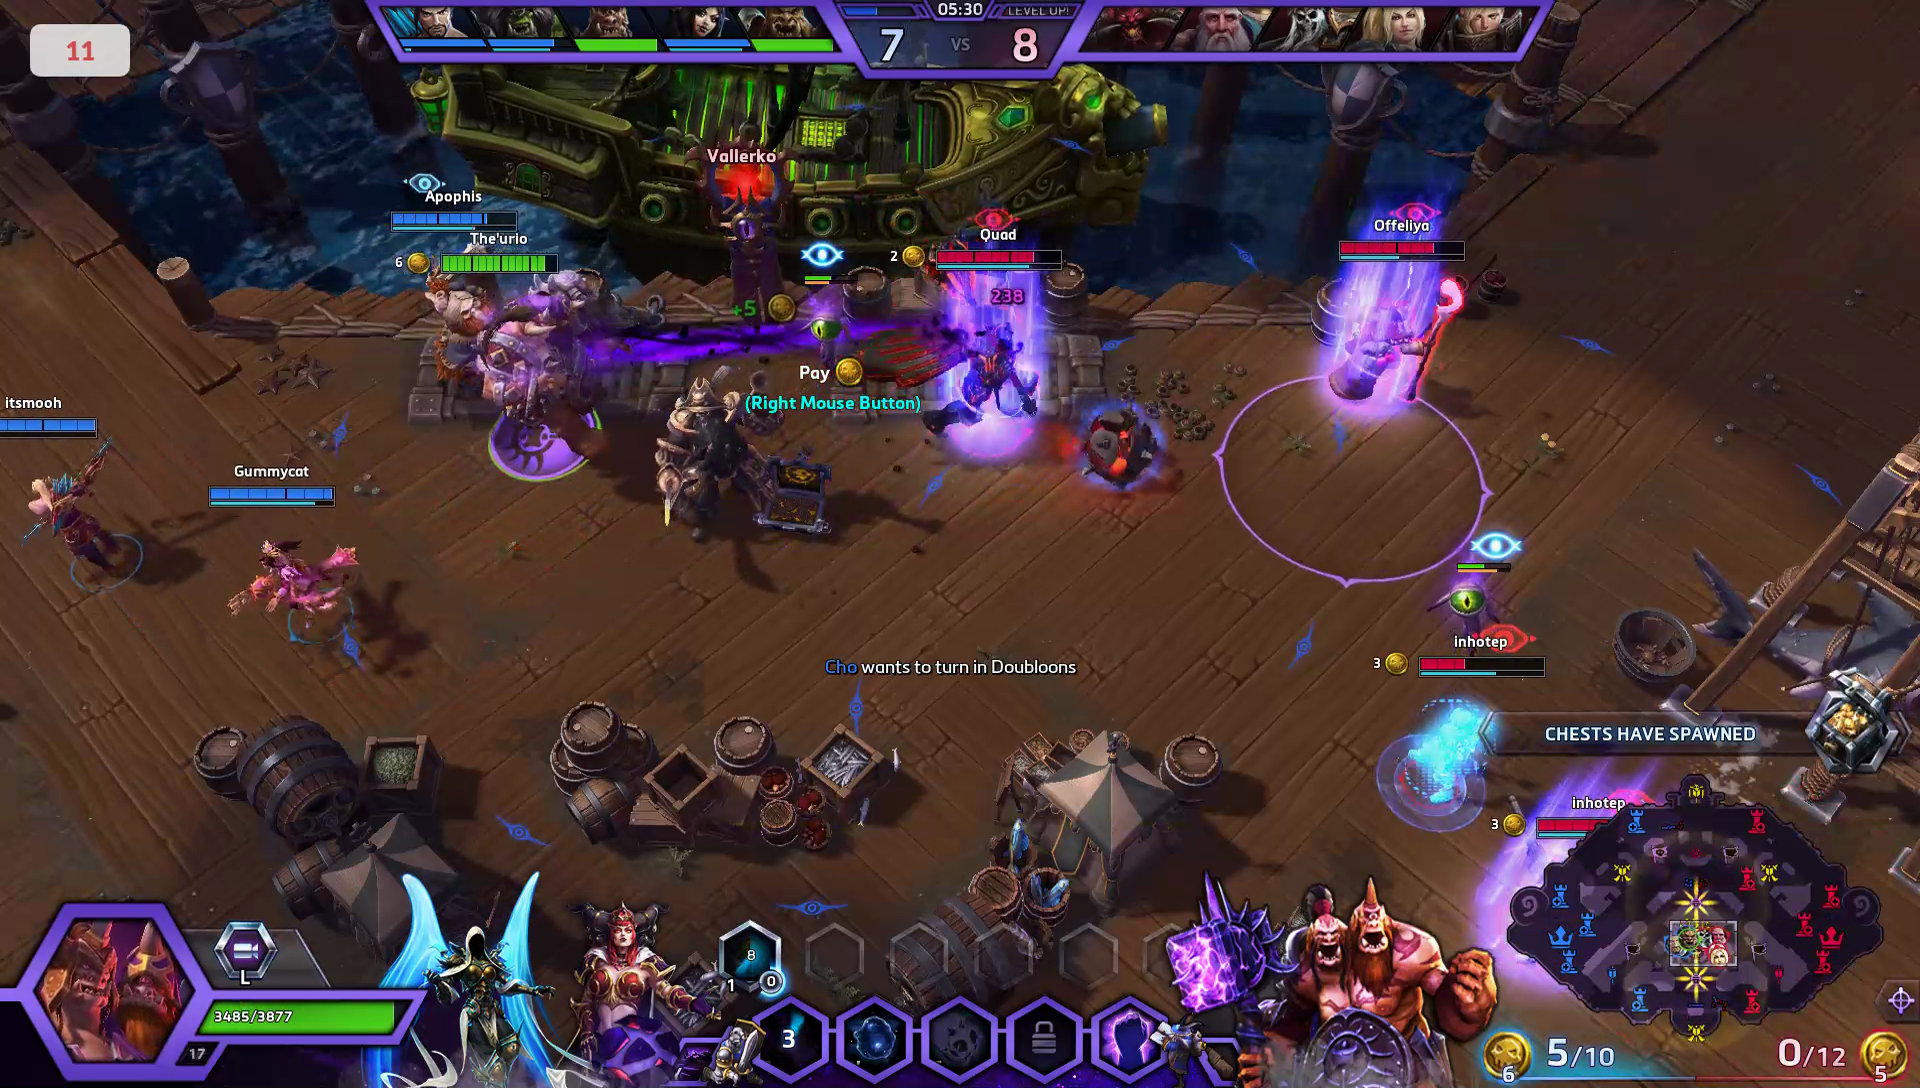 11
05:30
LEVEL UP!
7 VS 8
Vallerko
Apophis
The'urio
6
Quad
2
Offeliya
238
+5
Pay
(Right Mouse Button)
itsmooh
Gummycat
inhotep
3
Cho wants to turn in Doubloons
CHESTS HAVE SPAWNED
inhotep
3
L
8
1
0
3485/3877
17
3
5/10
6
0/12
5